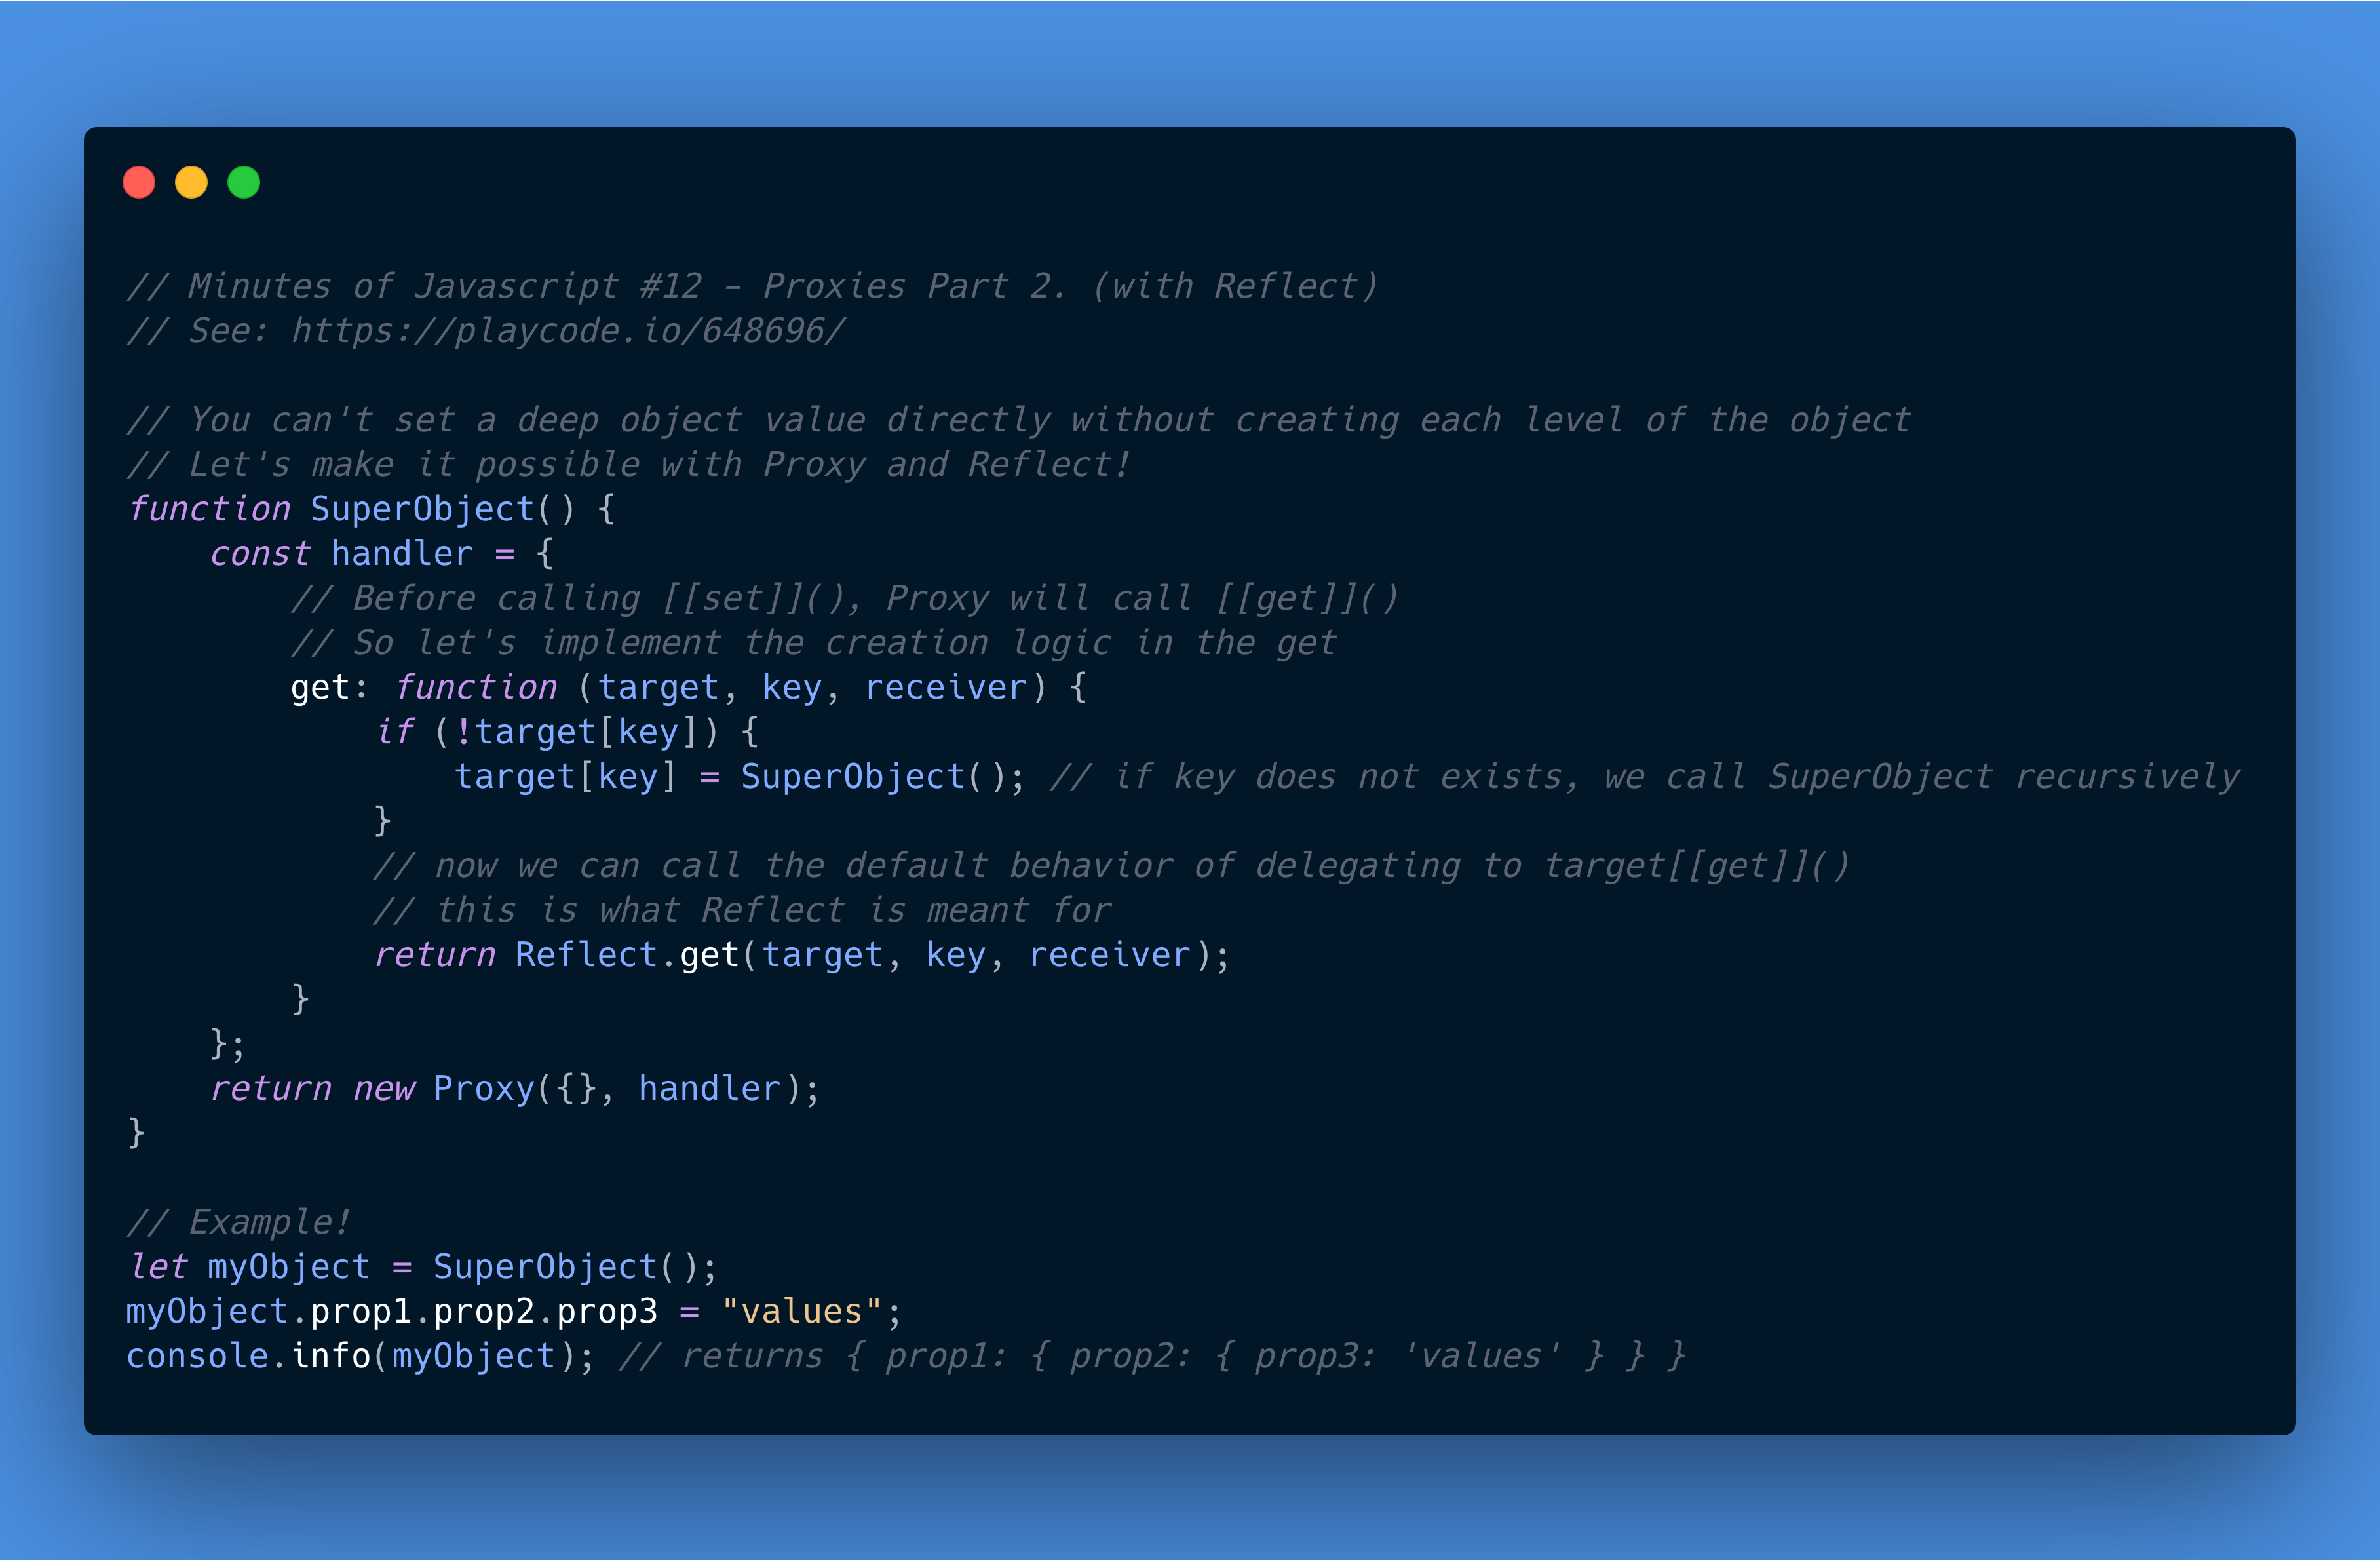 // Minutes of Javascript #12 - Proxies Part 2. (with Reflect)
// See: https://playcode.io/648696/

// You can't set a deep object value directly without creating each level of the object
// Let's make it possible with Proxy and Reflect!
function SuperObject() {
    const handler = {
        // Before calling [[set]](), Proxy will call [[get]]()
        // So let's implement the creation logic in the get
        get: function (target, key, receiver) {
            if (!target[key]) {
                target[key] = SuperObject(); // if key does not exists, we call SuperObject recursively
            }
            // now we can call the default behavior of delegating to target[[get]]()
            // this is what Reflect is meant for
            return Reflect.get(target, key, receiver);
        }
    };
    return new Proxy({}, handler);
}

// Example!
let myObject = SuperObject();
myObject.prop1.prop2.prop3 = "values";
console.info(myObject); // returns { prop1: { prop2: { prop3: 'values' } } }